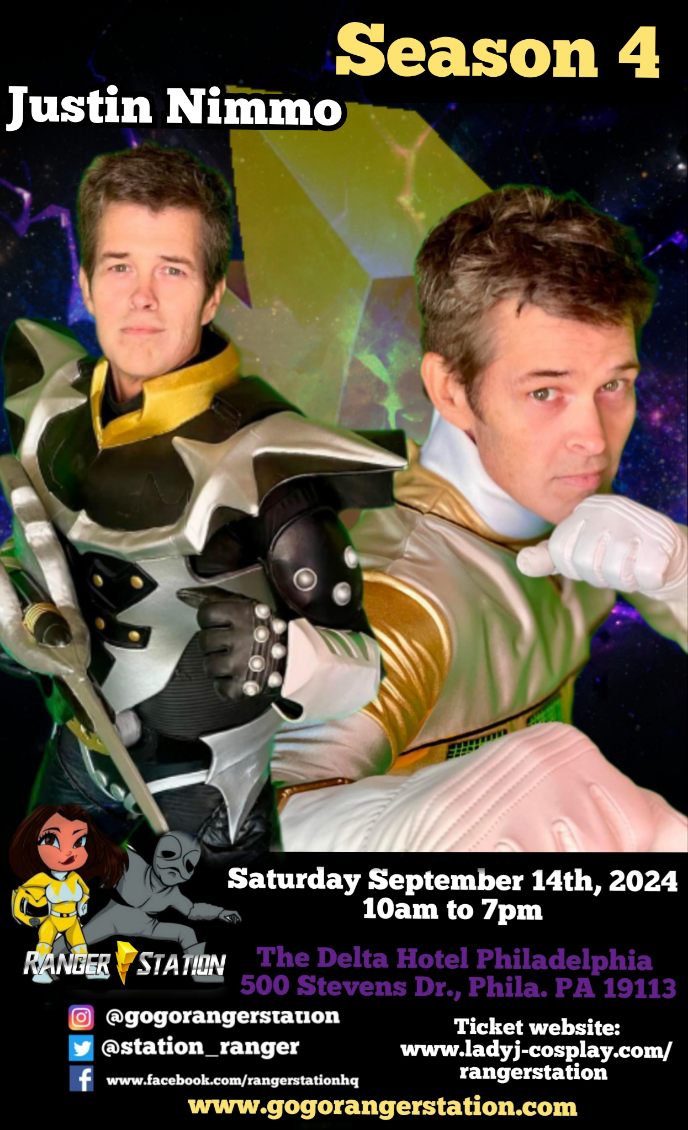 Season 4
Justin Nimmo
Saturday September 14th, 2024
10am to 7pm
RANGER STATION
The Delta Hotel Philadelphia
500 Stevens Dr., Phila. PA 19113
@gogorangerstation
@station_ranger
www.facebook.com/rangerstationhq
Ticket website:
www.ladyj-cosplay.com/
rangerstation
www.gogorangerstation.com